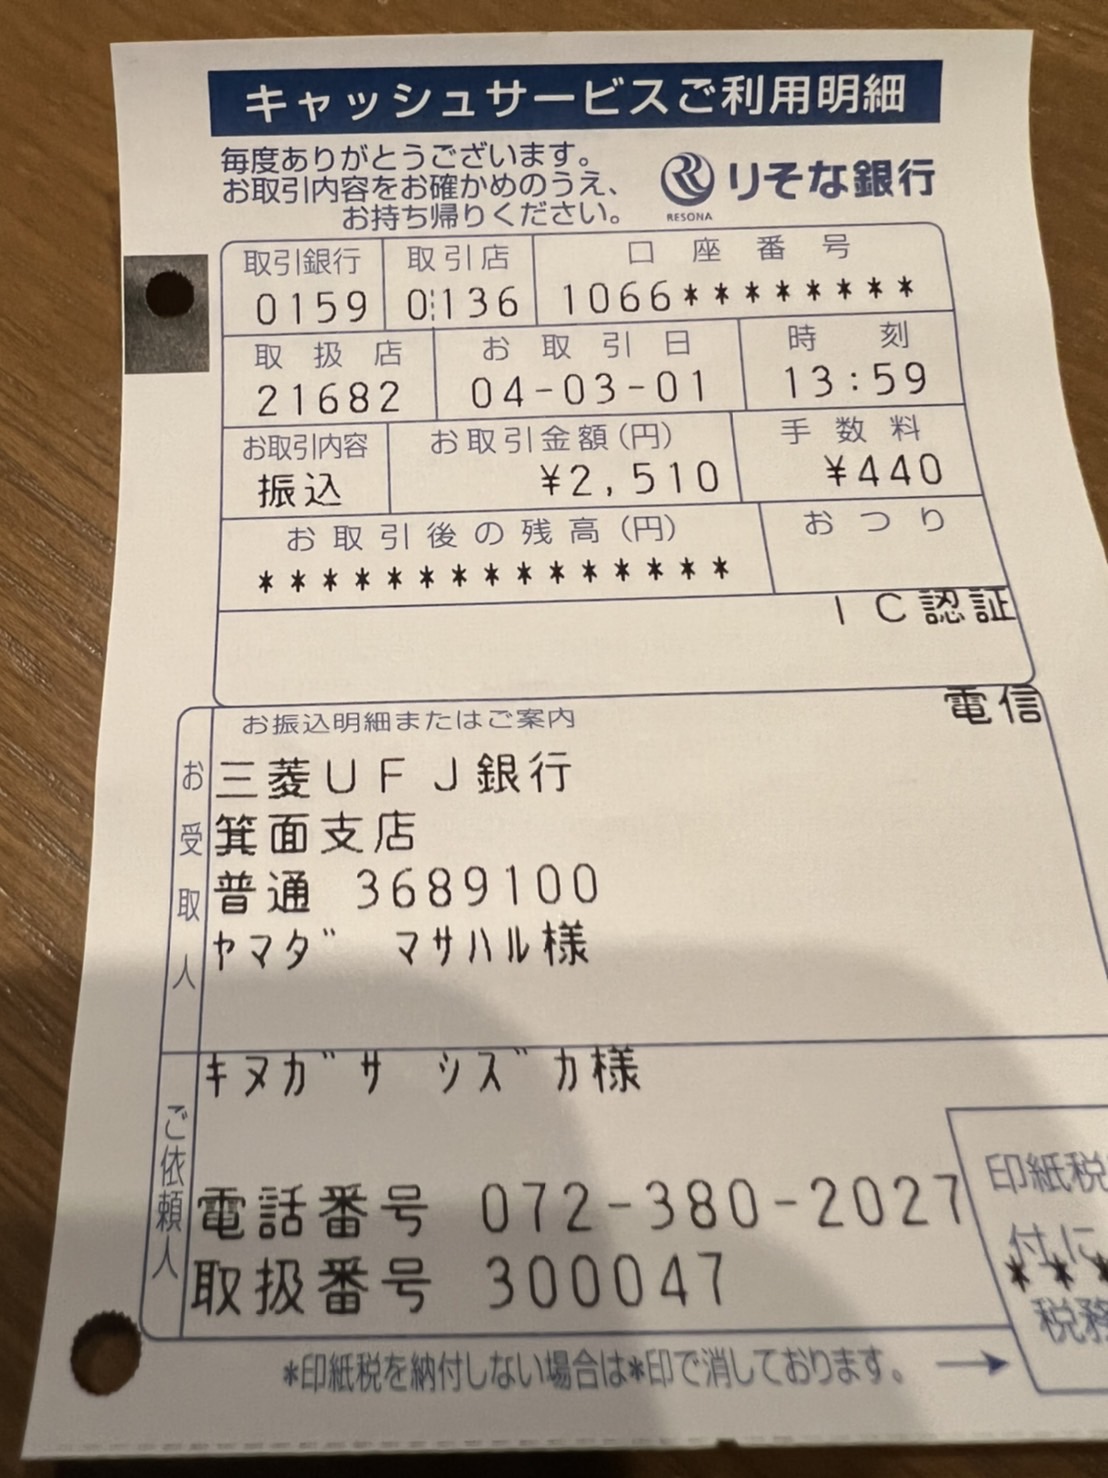 キャッシュサービスご利用明細
毎度ありがとうございます。
お取引内容をお確かめのうえ、
お持ち帰りください。
りそな銀行
RESONA
取引銀行 取引店 口座番号
0159 0136 1066********
取扱店 お取引日 時刻
21682 04-03-01 13:59
お取引内容 お取引金額(円) 手数料
振込 ¥2,510 ¥440
お取引後の残高(円) おつり
***************
IC認証
電信
お振込明細またはご案内
お受取人
三菱UFJ銀行
箕面支店
普通 3689100
ヤマダ マサハル様
ご依頼人
キヌガサ シズカ様
電話番号 072-380-2027
取扱番号 300047
印紙税
付に
***
税務
*印紙税を納付しない場合は*印で消しております。 →